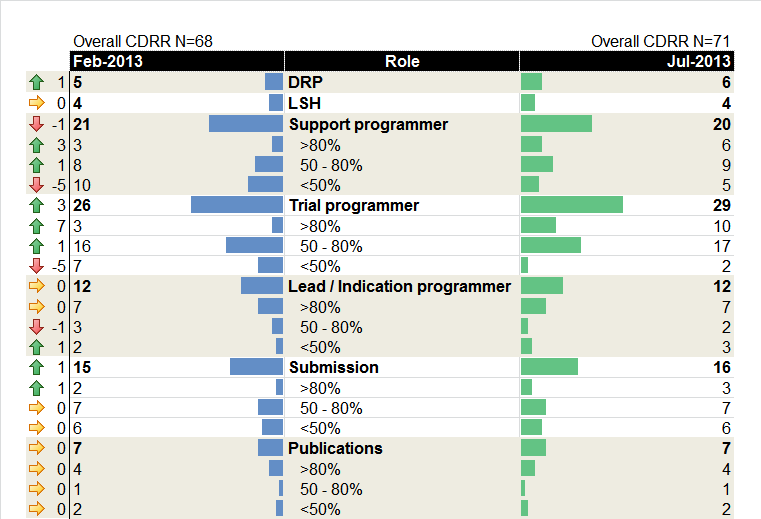 Overall CDRR N=68 Overall CDRR N=71
Feb-2013 Role Jul-2013
1 5 DRP 6
0 4 LSH 4
-1 21 Support programmer 20
3 3 >80% 6
1 8 50 - 80% 9
-5 10 <50% 5
3 26 Trial programmer 29
7 3 >80% 10
1 16 50 - 80% 17
-5 7 <50% 2
0 12 Lead / Indication programmer 12
0 7 >80% 7
-1 3 50 - 80% 2
1 2 <50% 3
1 15 Submission 16
1 2 >80% 3
0 7 50 - 80% 7
0 6 <50% 6
0 7 Publications 7
0 4 >80% 4
0 1 50 - 80% 1
0 2 <50% 2